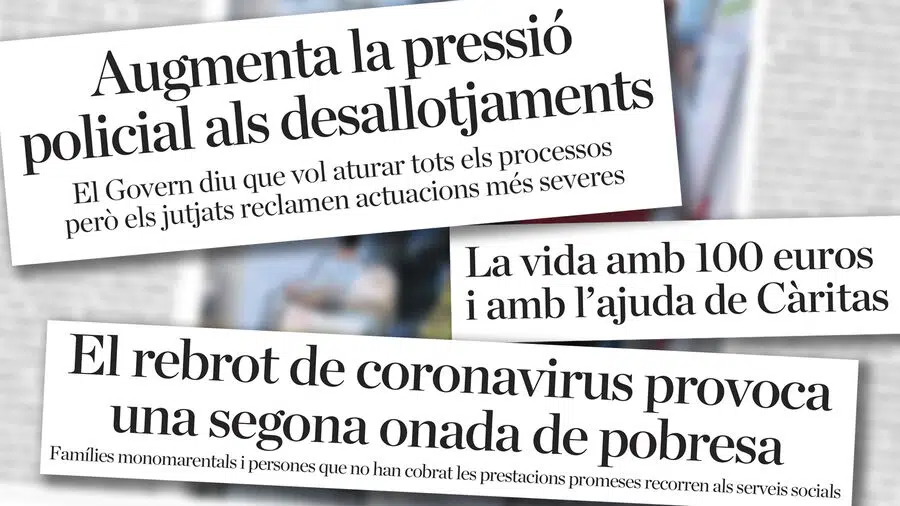 Augmenta la pressió
policial als desallotjaments
El Govern diu que vol aturar tots els processos
però els jutjats reclamen actuacions més severes
La vida amb 100 euros
i amb l’ajuda de Càritas
El rebrot de coronavirus provoca
una segona onada de pobresa
Famílies monomarentals i persones que no han cobrat les prestacions promeses recorren als serveis socials